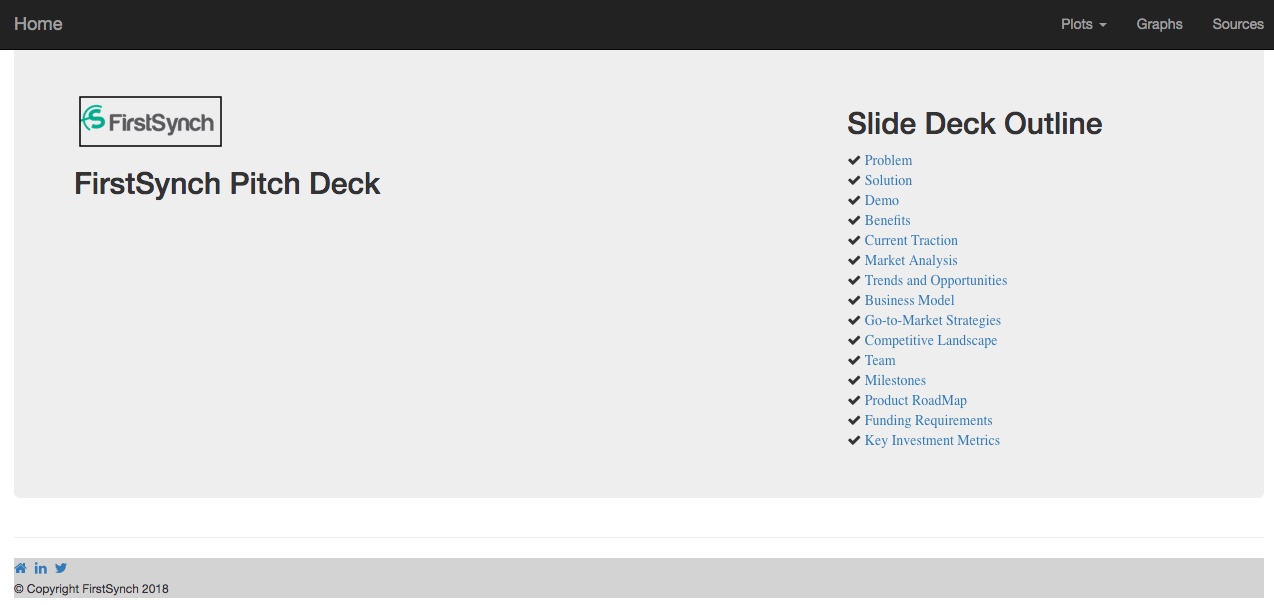 Home
Plots
Graphs
Sources
FirstSynch
FirstSynch Pitch Deck
Slide Deck Outline
Problem
Solution
Demo
Benefits
Current Traction
Market Analysis
Trends and Opportunities
Business Model
Go-to-Market Strategies
Competitive Landscape
Team
Milestones
Product RoadMap
Funding Requirements
Key Investment Metrics
© Copyright FirstSynch 2018